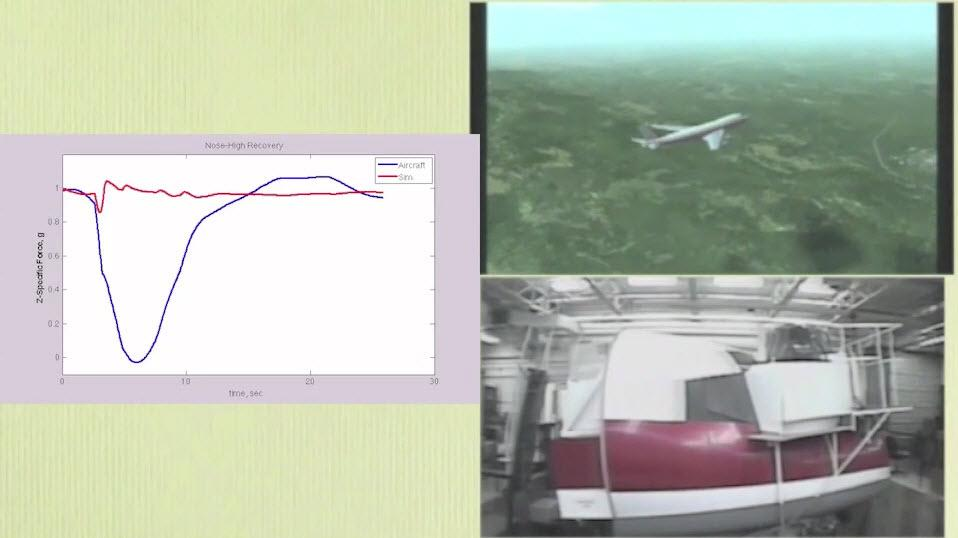 Nose-High Recovery
Aircraft
Sim
Z-Specific Force, g
1
0.8
0.6
0.4
0.2
0
0
10
20
30
time, sec